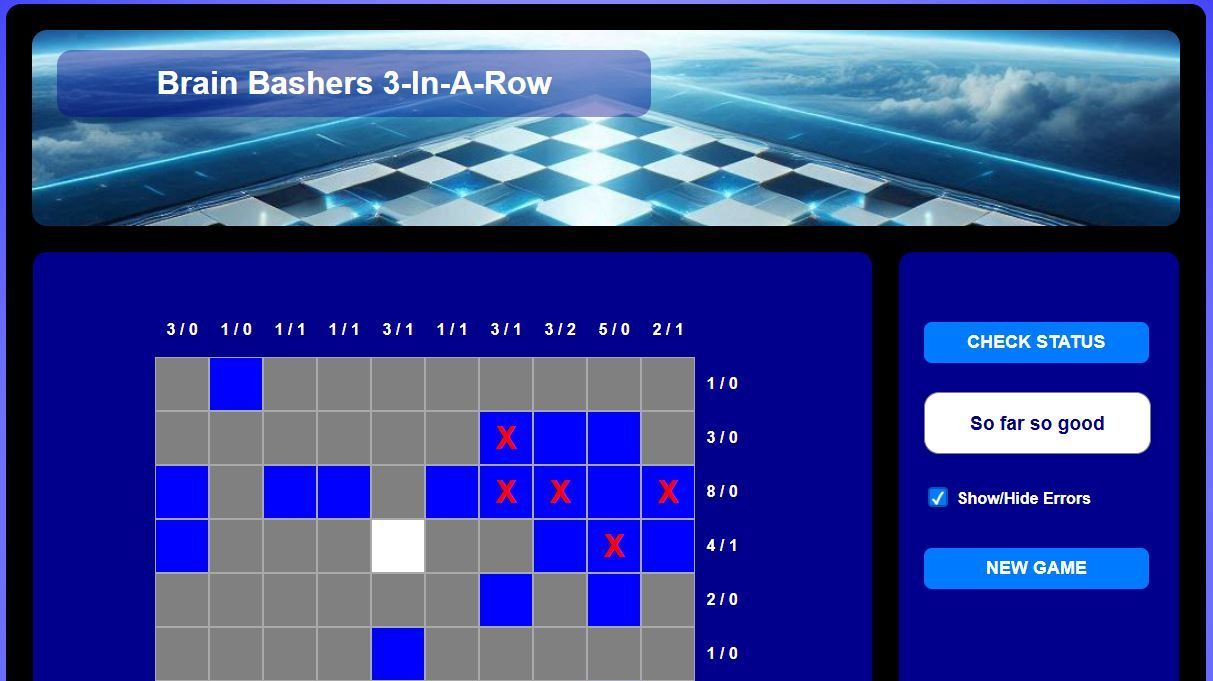 Brain Bashers 3-In-A-Row
3 / 0 1 / 0 1 / 1 1 / 1 3 / 1 1 / 1 3 / 1 3 / 2 5 / 0 2 / 1
1 / 0
X 3 / 0
X X X 8 / 0
X 4 / 1
2 / 0
1 / 0
CHECK STATUS
So far so good
Show/Hide Errors
NEW GAME